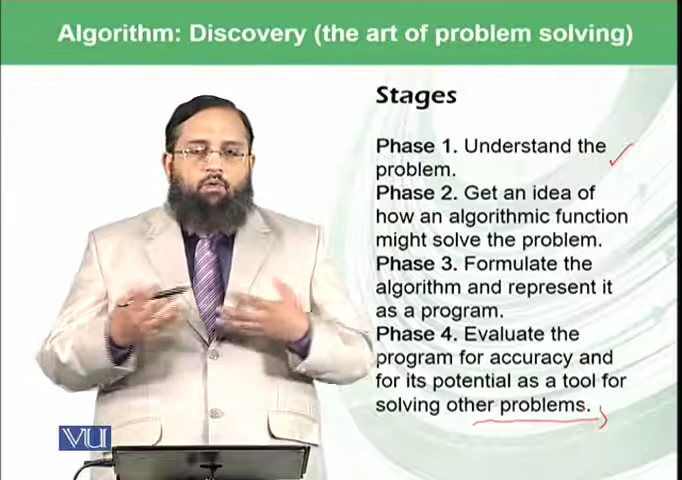 Algorithm: Discovery (the art of problem solving)
Stages
Phase 1. Understand the
problem.
Phase 2. Get an idea of
how an algorithmic function
might solve the problem.
Phase 3. Formulate the
algorithm and represent it
as a program.
Phase 4. Evaluate the
program for accuracy and
for its potential as a tool for
solving other problems.
VU